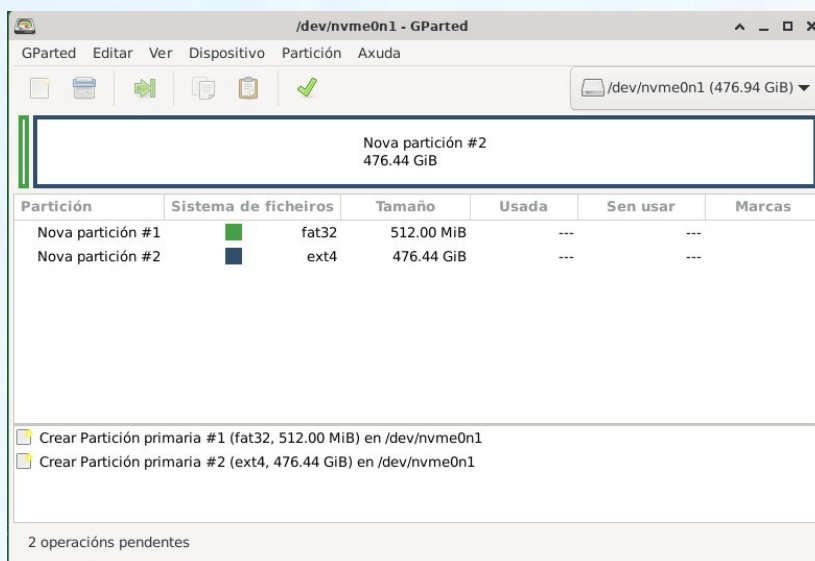 /dev/nvme0n1 - GParted
GParted Editar Ver Dispositivo Partición Axuda
/dev/nvme0n1 (476.94 GiB)
Nova partición #2
476.44 GiB
Partición Sistema de ficheiros Tamaño Usada Sen usar Marcas
Nova partición #1 fat32 512.00 MiB --- ---
Nova partición #2 ext4 476.44 GiB --- ---
Crear Partición primaria #1 (fat32, 512.00 MiB) en /dev/nvme0n1
Crear Partición primaria #2 (ext4, 476.44 GiB) en /dev/nvme0n1
2 operacións pendentes